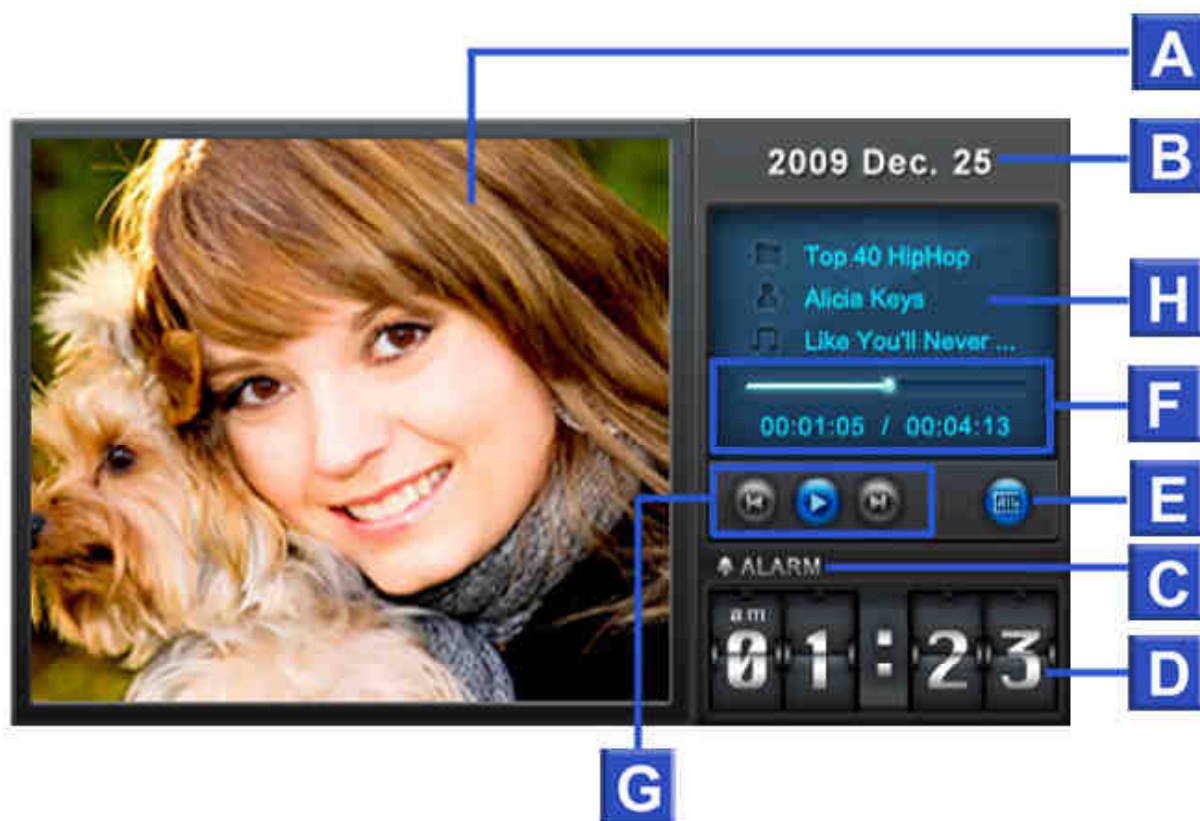 A
B
2009 Dec. 25
Top 40 HipHop
Alicia Keys
H
Like You'll Never ...
F
00:01:05 / 00:04:13
E
ALARM
C
am
01:23
D
G